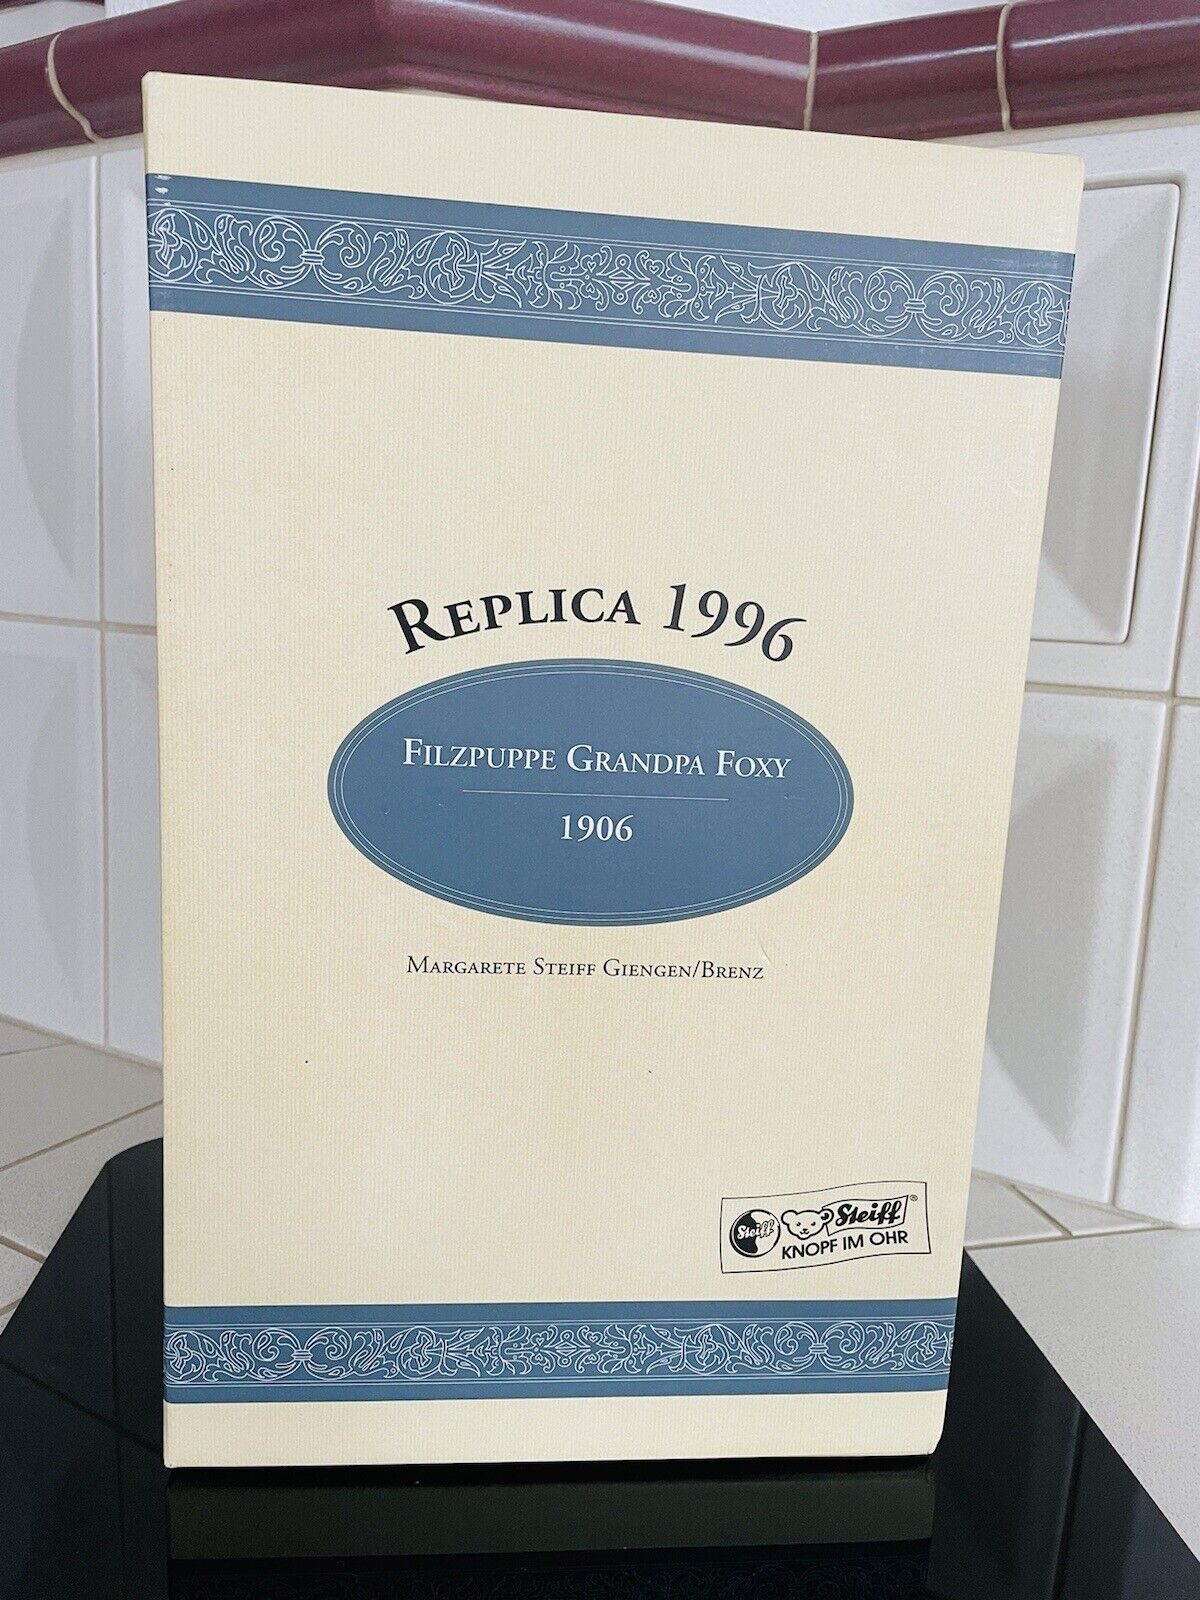 Replica 1996
Filzpuppe Grandpa Foxy
1906
Margarete Steiff Giengen/Brenz
Steiff
Steiff®
KNOPF IM OHR